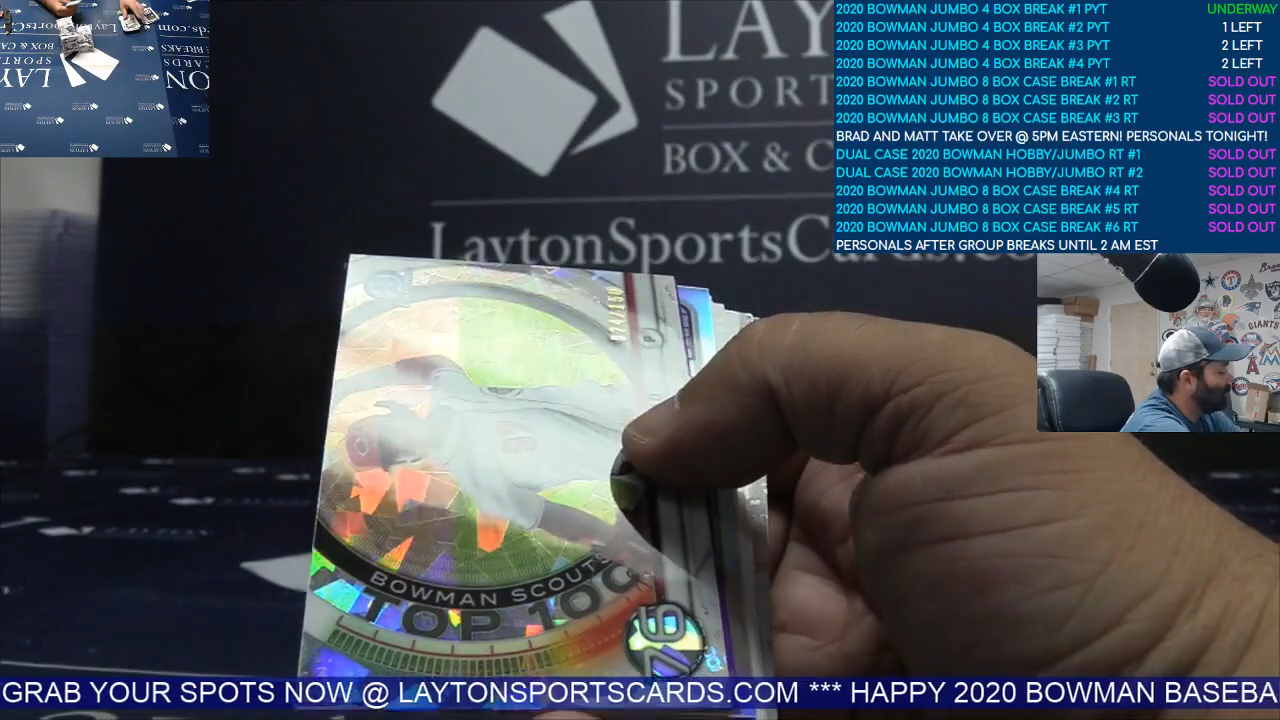 2020 BOWMAN JUMBO 4 BOX BREAK #1 PYT UNDERWAY
2020 BOWMAN JUMBO 4 BOX BREAK #2 PYT 1 LEFT
2020 BOWMAN JUMBO 4 BOX BREAK #3 PYT 2 LEFT
2020 BOWMAN JUMBO 4 BOX BREAK #4 PYT 2 LEFT
2020 BOWMAN JUMBO 8 BOX CASE BREAK #1 RT SOLD OUT
2020 BOWMAN JUMBO 8 BOX CASE BREAK #2 RT SOLD OUT
2020 BOWMAN JUMBO 8 BOX CASE BREAK #3 RT SOLD OUT
BRAD AND MATT TAKE OVER @ 5PM EASTERN! PERSONALS TONIGHT!
DUAL CASE 2020 BOWMAN HOBBY/JUMBO RT #1 SOLD OUT
DUAL CASE 2020 BOWMAN HOBBY/JUMBO RT #2 SOLD OUT
2020 BOWMAN JUMBO 8 BOX CASE BREAK #4 RT SOLD OUT
2020 BOWMAN JUMBO 8 BOX CASE BREAK #5 RT SOLD OUT
2020 BOWMAN JUMBO 8 BOX CASE BREAK #6 RT SOLD OUT
PERSONALS AFTER GROUP BREAKS UNTIL 2 AM EST
LAY
SPORT
BOX & C
LaytonSportsCa
024/150
BOWMAN SCOUTS
TOP 100
76
GIANTS
GRAB YOUR SPOTS NOW @ LAYTONSPORTSCARDS.COM *** HAPPY 2020 BOWMAN BASEBA